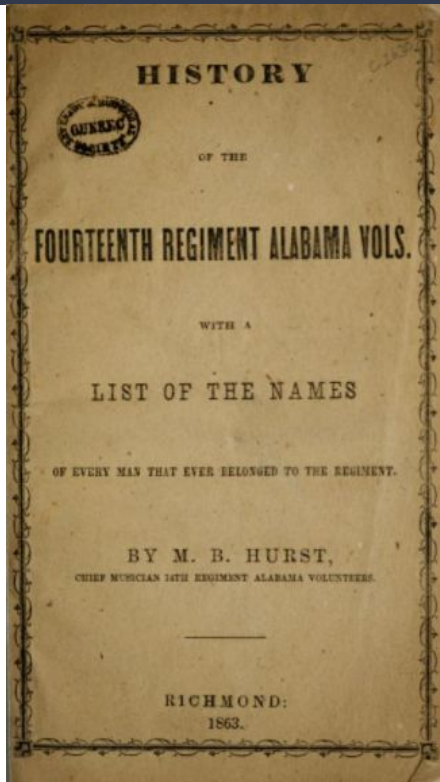 HISTORY
QUEBEC
OF THE
FOURTEENTH REGIMENT ALABAMA VOLS.
WITH A
LIST OF THE NAMES
OF EVERY MAN THAT EVER BELONGED TO THE REGIMENT.
BY M. B. HURST,
CHIEF MUSICIAN 14TH REGIMENT ALABAMA VOLUNTEERS.
RICHMOND:
1863.